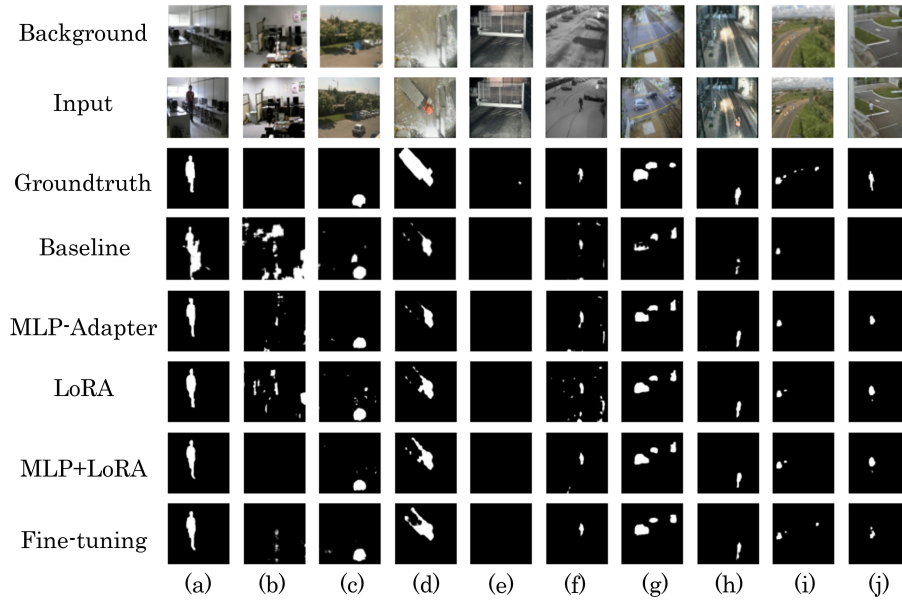 Background
Input
Groundtruth
Baseline
MLP-Adapter
LoRA
MLP+LoRA
Fine-tuning
(a) (b) (c) (d) (e) (f) (g) (h) (i) (j)